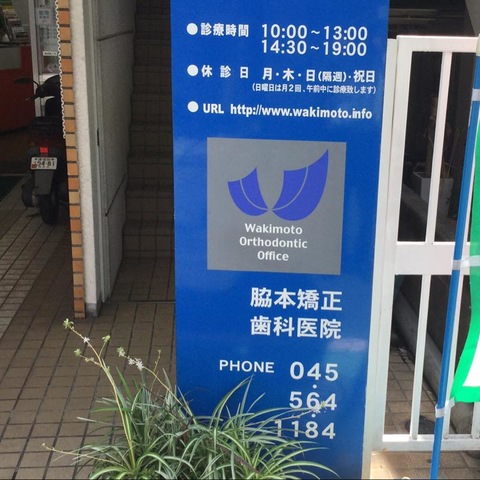 ●診療時間 10:00~13:00
14:30~19:00
●休診日 月・木・日(隔週)・祝日
(日曜日は月2回、午前中に診療致します)
●URL http://www.wakimoto.info
Wakimoto
Orthodontic
Office
脇本矯正
歯科医院
PHONE 045
564
1184